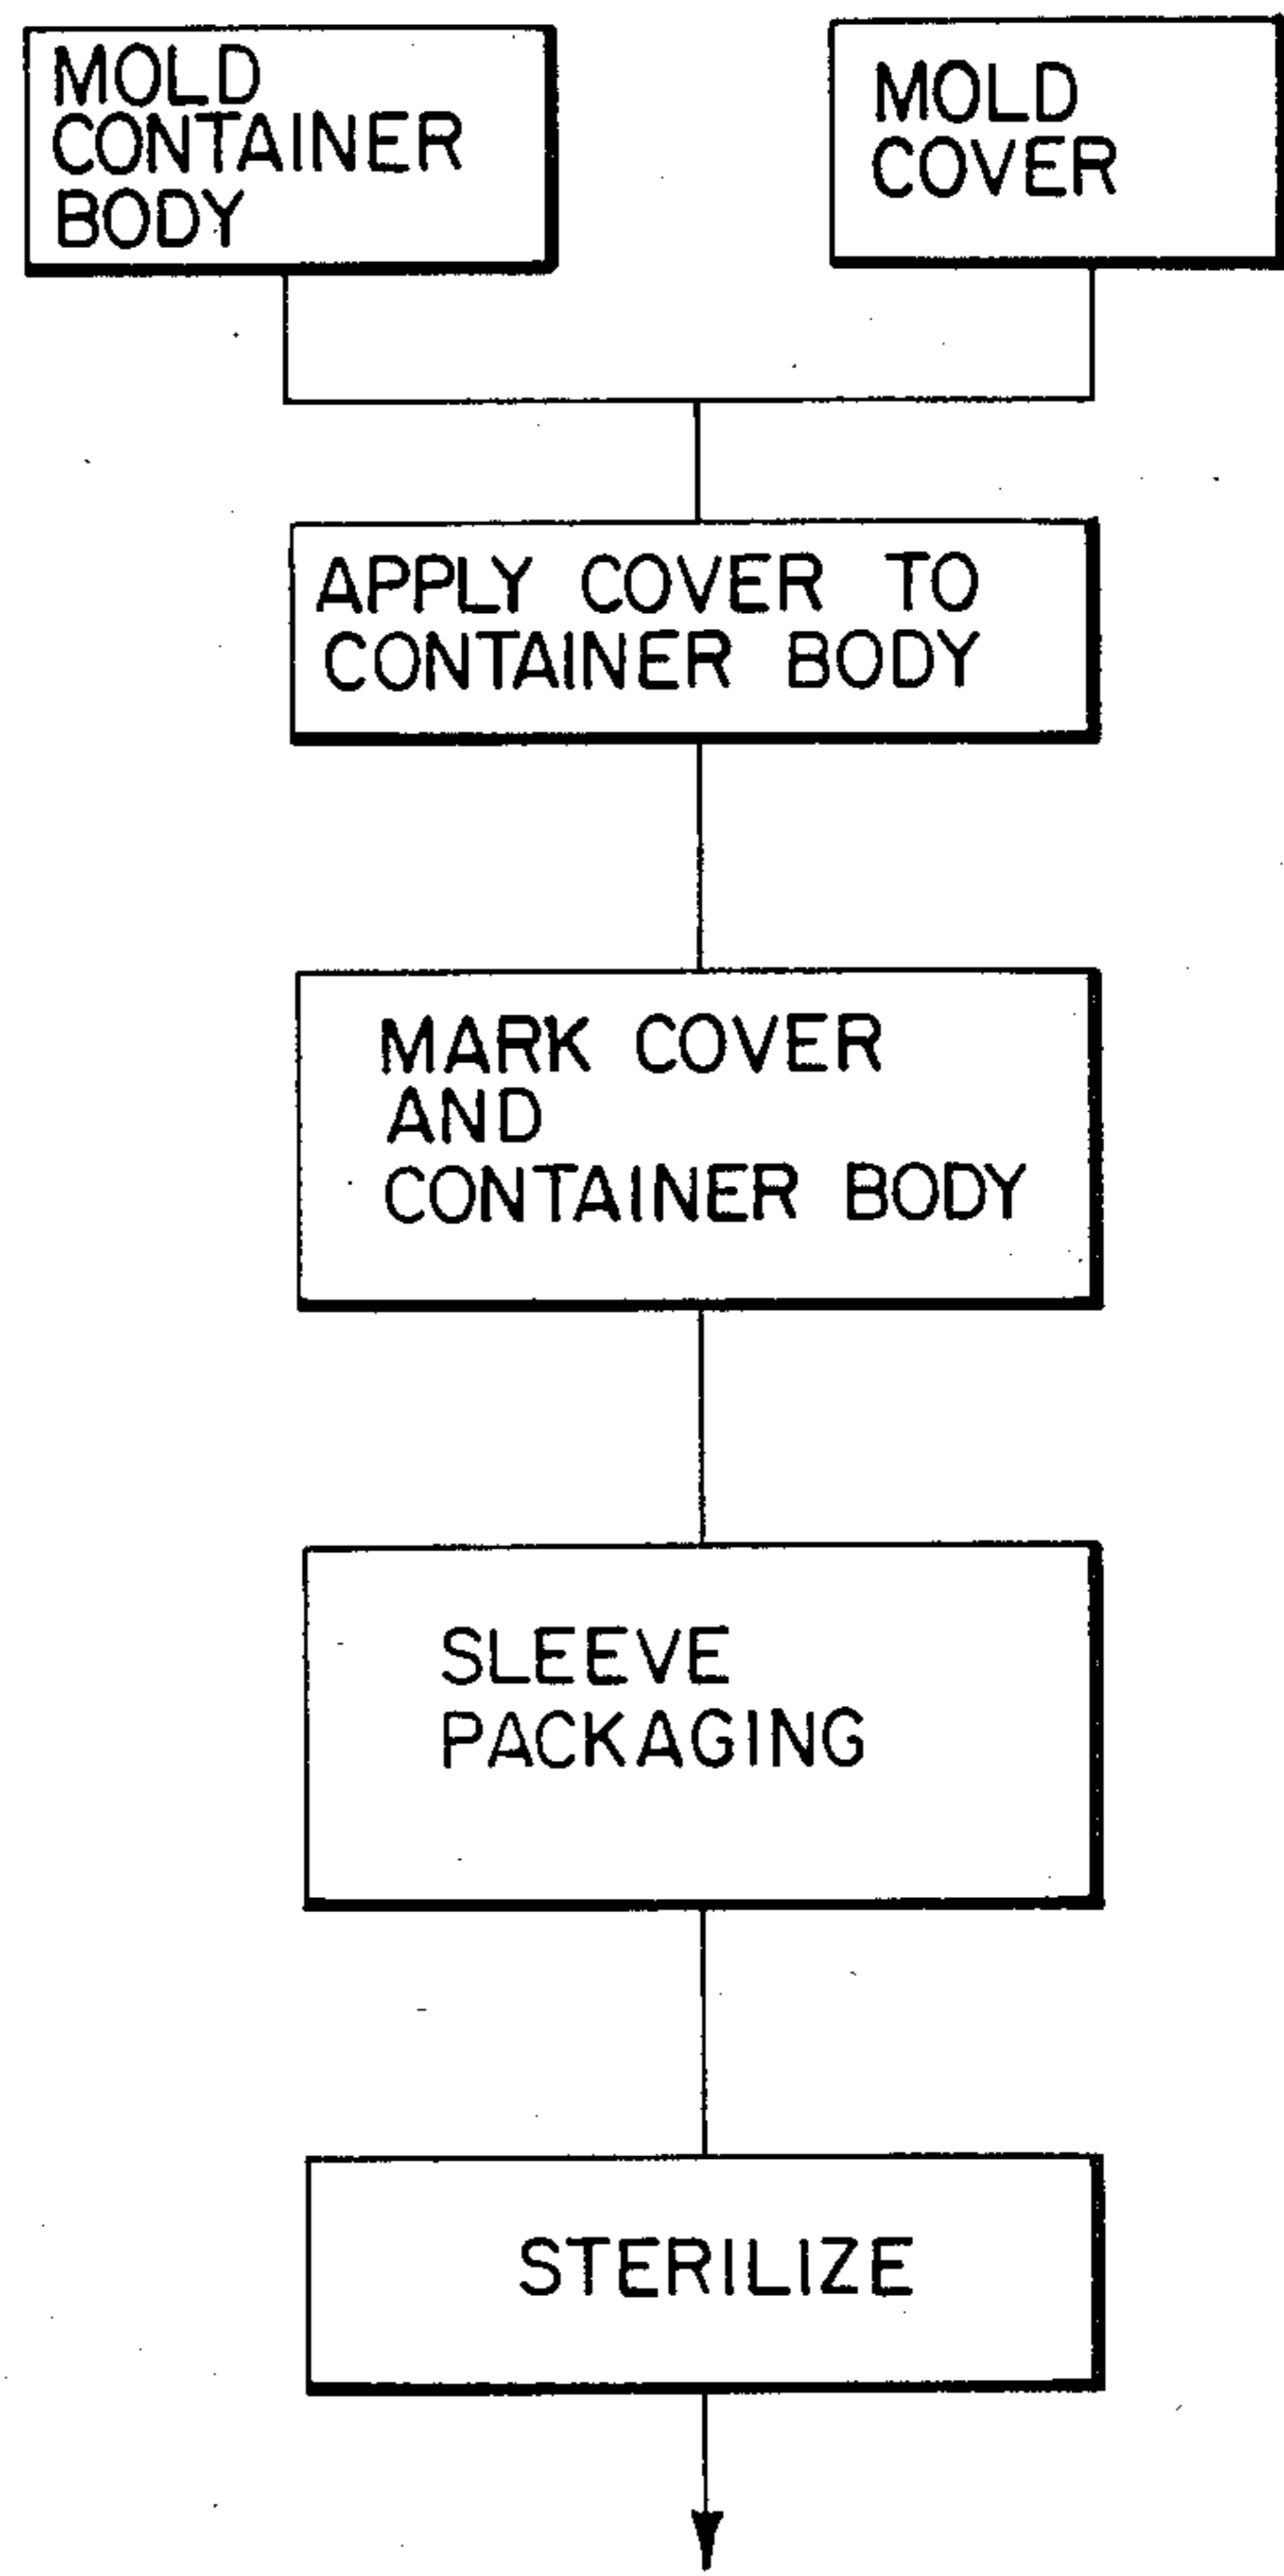 MOLD
CONTAINER
BODY
MOLD
COVER
APPLY COVER TO
CONTAINER BODY
MARK COVER
AND
CONTAINER BODY
SLEEVE
PACKAGING
STERILIZE